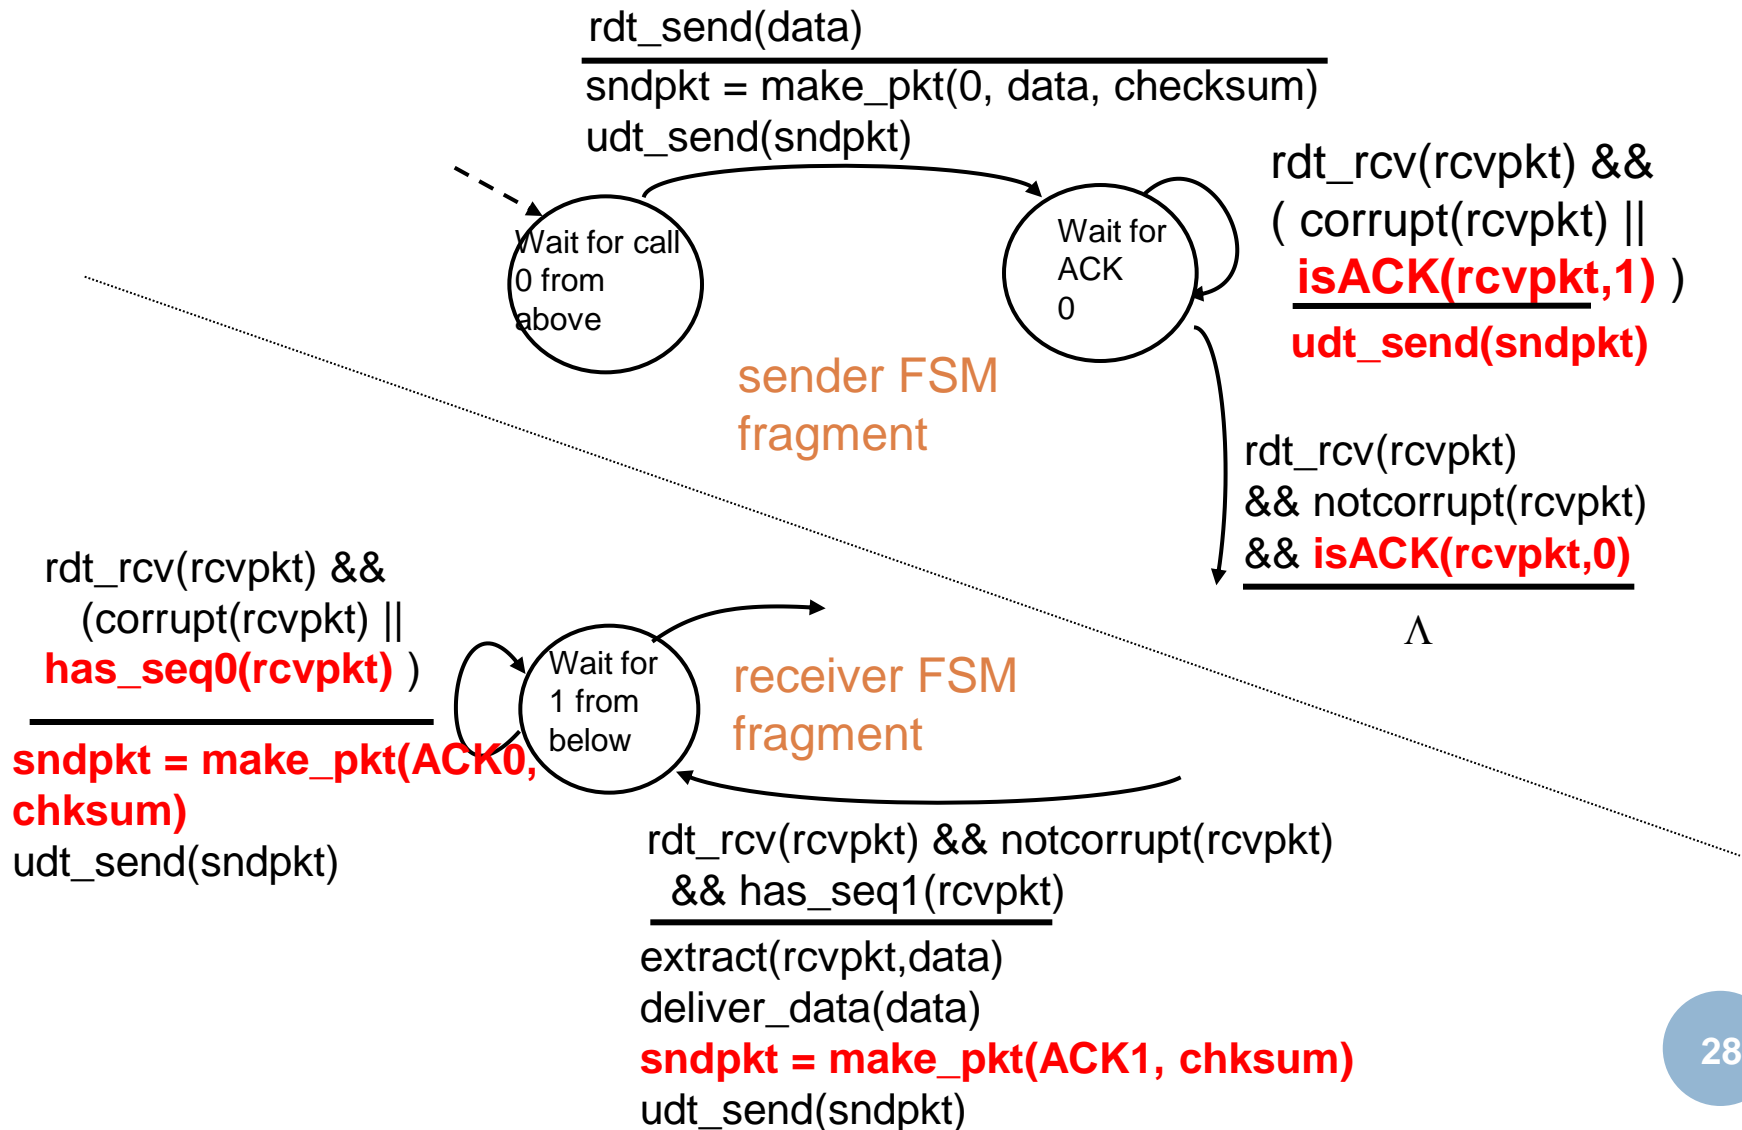 rdt_send(data)
sndpkt = make_pkt(0, data, checksum)
udt_send(sndpkt)
Wait for call
0 from
above
Wait for
ACK
0
rdt_rcv(rcvpkt) &&
( corrupt(rcvpkt) ||
isACK(rcvpkt,1) )
udt_send(sndpkt)
sender FSM
fragment
rdt_rcv(rcvpkt)
&& notcorrupt(rcvpkt)
&& isACK(rcvpkt,0)
Λ
rdt_rcv(rcvpkt) &&
(corrupt(rcvpkt) ||
has_seq0(rcvpkt) )
sndpkt = make_pkt(ACK0,
chksum)
udt_send(sndpkt)
Wait for
1 from
below
receiver FSM
fragment
rdt_rcv(rcvpkt) && notcorrupt(rcvpkt)
&& has_seq1(rcvpkt)
extract(rcvpkt,data)
deliver_data(data)
sndpkt = make_pkt(ACK1, chksum)
udt_send(sndpkt)
28